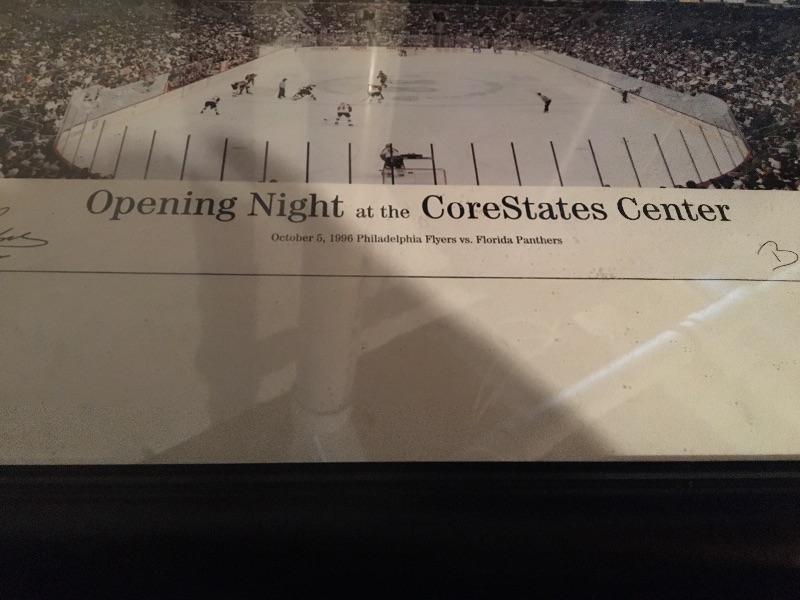 Opening Night at the CoreStates Center
October 5, 1996 Philadelphia Flyers vs. Florida Panthers